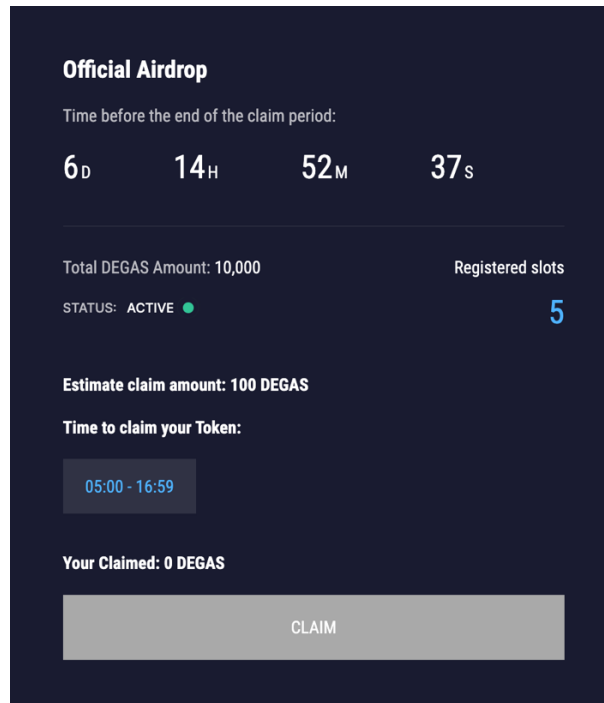 Official Airdrop
Time before the end of the claim period:
6D 14H 52M 37S
Total DEGAS Amount: 10,000
Registered slots
STATUS: ACTIVE
5
Estimate claim amount: 100 DEGAS
Time to claim your Token:
05:00 - 16:59
Your Claimed: 0 DEGAS
CLAIM